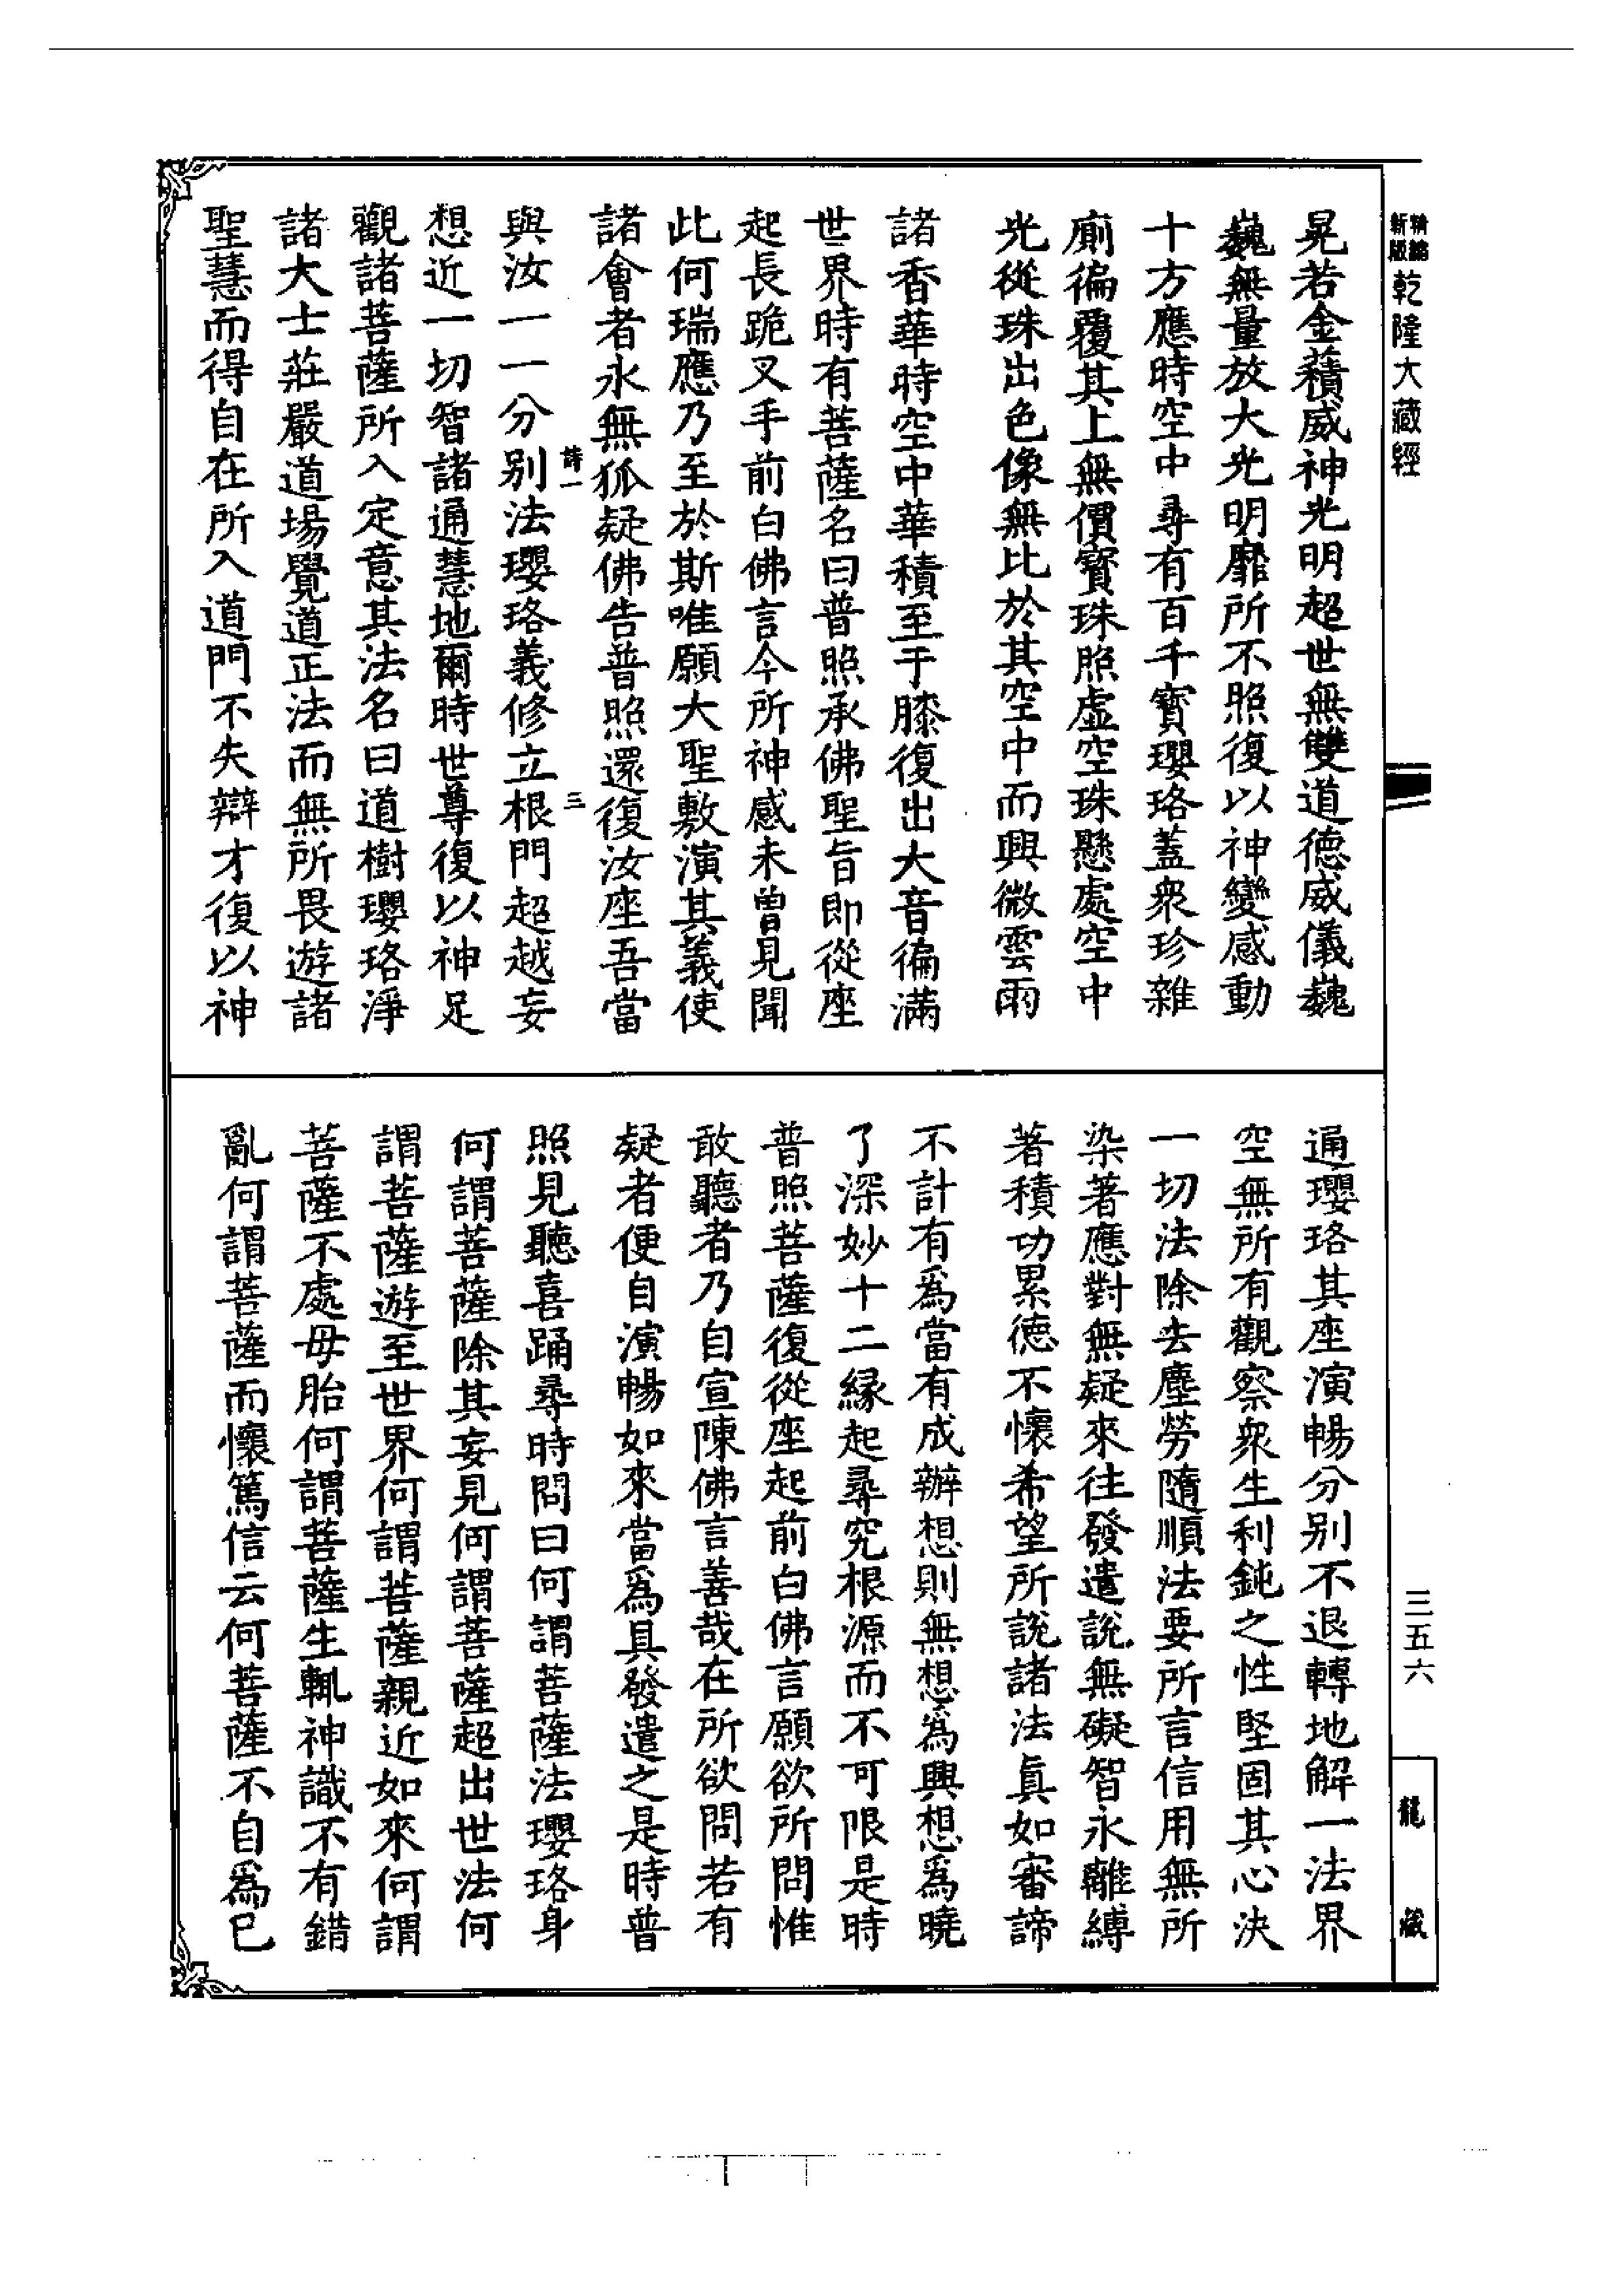 精縮新版乾隆大藏經
晃若金積威神光明超世無雙道德威儀巍
巍無量放大光明靡所不照復以神變感動
十方應時空中尋有百千寳瓔珞蓋衆珍雜
廁徧覆其上無價寳珠照虛空珠懸處空中
光從珠出色像無比於其空中而興微雲雨
諸香華時空中華積至于膝復出大音徧滿
世界時有菩薩名曰普照承佛聖旨即從座
起長跪叉手前白佛言今所神感未曽見聞
此何瑞應乃至於斯唯願大聖敷演其義使
諸會者永無狐疑佛告普照還復汝座吾當
詩一 三
與汝一一分别法瓔珞義修立根門超越妄
想近一切智諸通慧地爾時世尊復以神足
觀諸菩薩所入定意其法名曰道樹瓔珞淨
諸大士莊嚴道場覺道正法而無所畏遊諸
聖慧而得自在所入道門不失辯才復以神
通瓔珞其座演暢分别不退轉地解一法界
空無所有觀察衆生利鈍之性堅固其心決
一切法除去塵勞隨順法要所言信用無所
染著應對無疑來往發遣說無礙智永離縛
著積功累德不懷希望所說諸法眞如審諦
不計有爲當有成辦想則無想爲興想爲曉
了深妙十二縁起尋究根源而不可限是時
普照菩薩復從座起前白佛言願欲所問惟
敢聽者乃自宣陳佛言善哉在所欲問若有
疑者便自演暢如來當爲具發遣之是時普
照見聽喜踊尋時問曰何謂菩薩法瓔珞身
何謂菩薩除其妄見何謂菩薩超出世法何
謂菩薩遊至世界何謂菩薩親近如來何謂
菩薩不處母胎何謂菩薩生輒神識不有錯
亂何謂菩薩而懷篤信云何菩薩不自爲已
三五六
龍藏